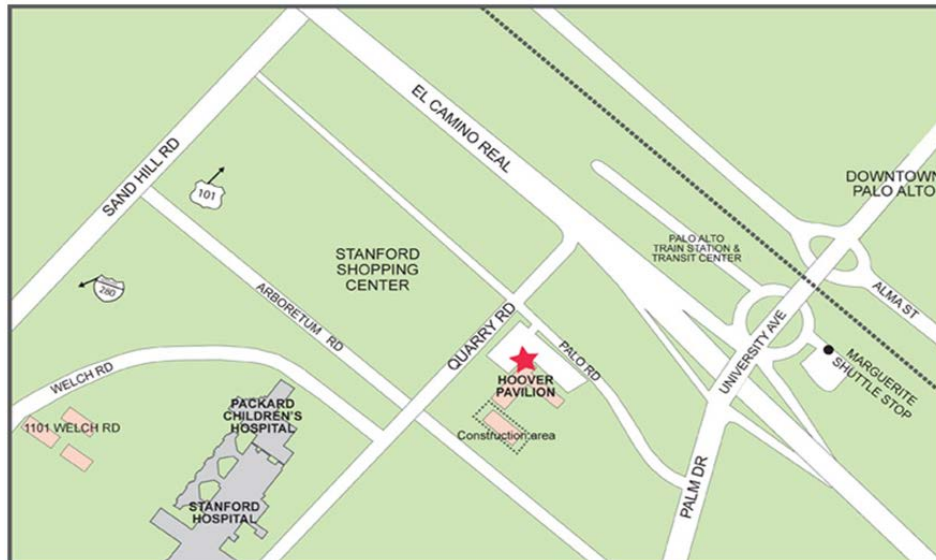 EL CAMINO REAL
SAND HILL RD
101
DOWNTOWN
PALO ALTO
PALO ALTO
TRAIN STATION &
TRANSIT CENTER
STANFORD
SHOPPING
CENTER
280
ARBORETUM RD
ALMA ST
QUARRY RD
UNIVERSITY AVE
MARGUERITE
SHUTTLE STOP
PALO RD
HOOVER
PAVILION
WELCH RD
PACKARD
CHILDREN'S
HOSPITAL
1101 WELCH RD
Construction area
PALM DR
STANFORD
HOSPITAL